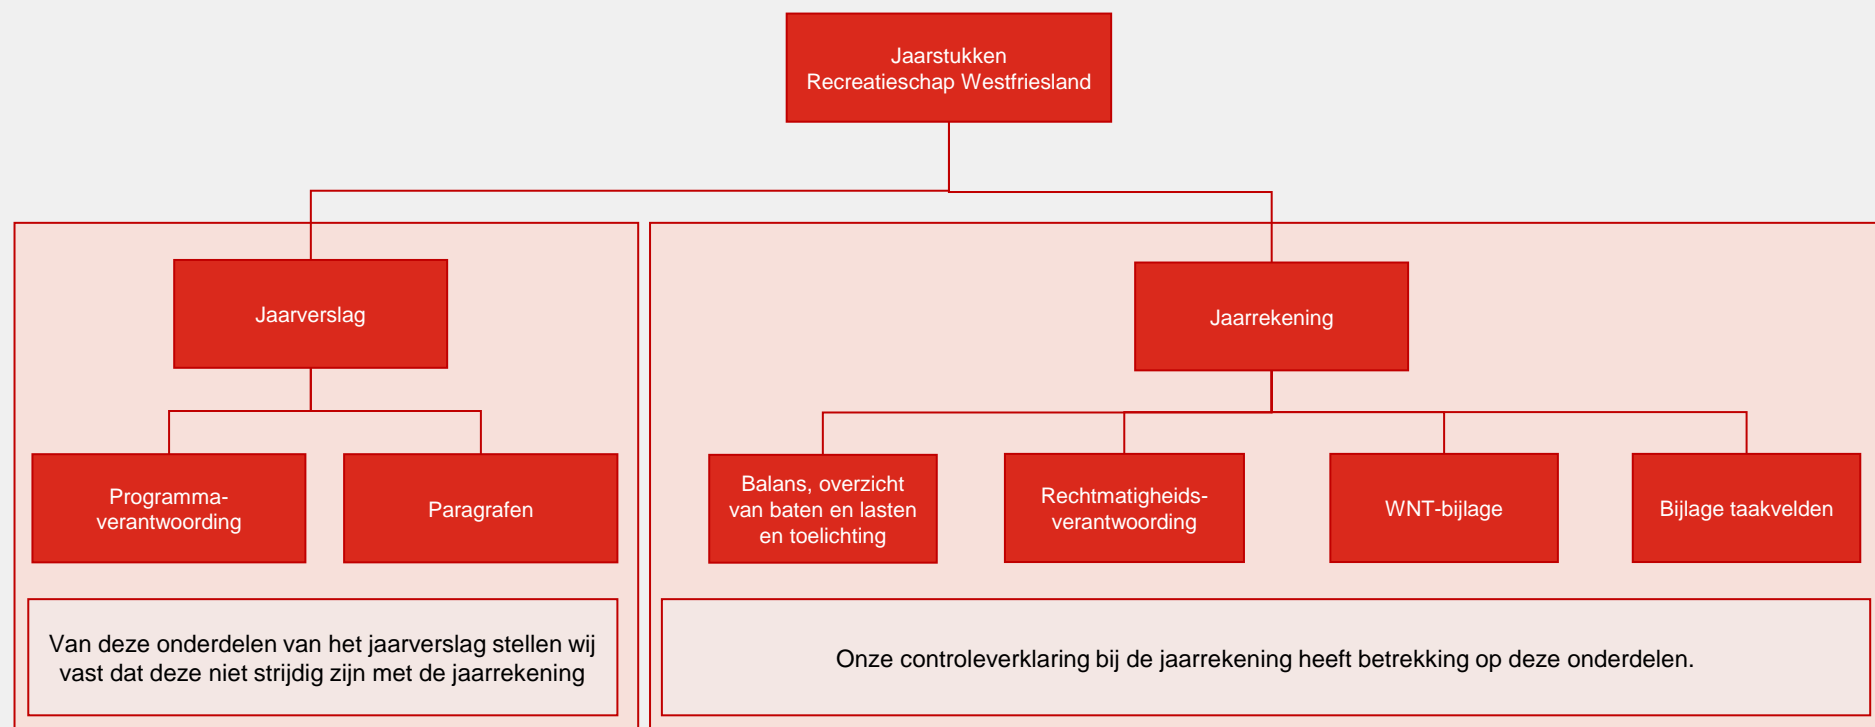 Jaarstukken
Recreatieschap Westfriesland
Jaarverslag
Jaarrekening
Programma-
verantwoording
Paragrafen
Balans, overzicht
van baten en lasten
en toelichting
Rechtmatigheids-
verantwoording
WNT-bijlage
Bijlage taakvelden
Van deze onderdelen van het jaarverslag stellen wij
vast dat deze niet strijdig zijn met de jaarrekening
Onze controleverklaring bij de jaarrekening heeft betrekking op deze onderdelen.